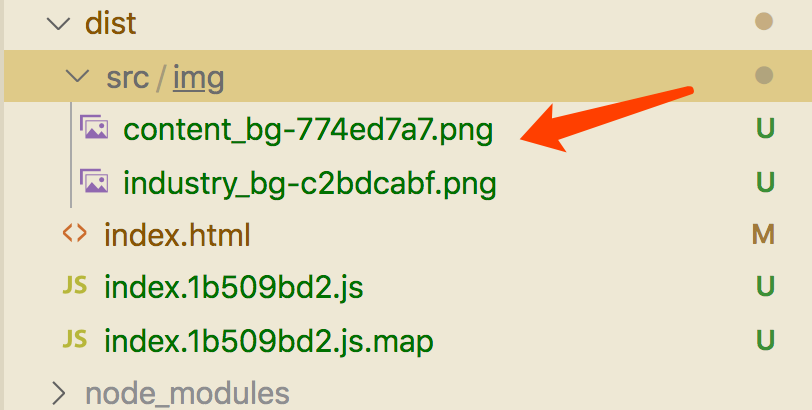 dist
src / img
content_bg-774ed7a7.png U
industry_bg-c2bdcabf.png U
<> index.html M
JS index.1b509bd2.js U
JS index.1b509bd2.js.map U
node_modules